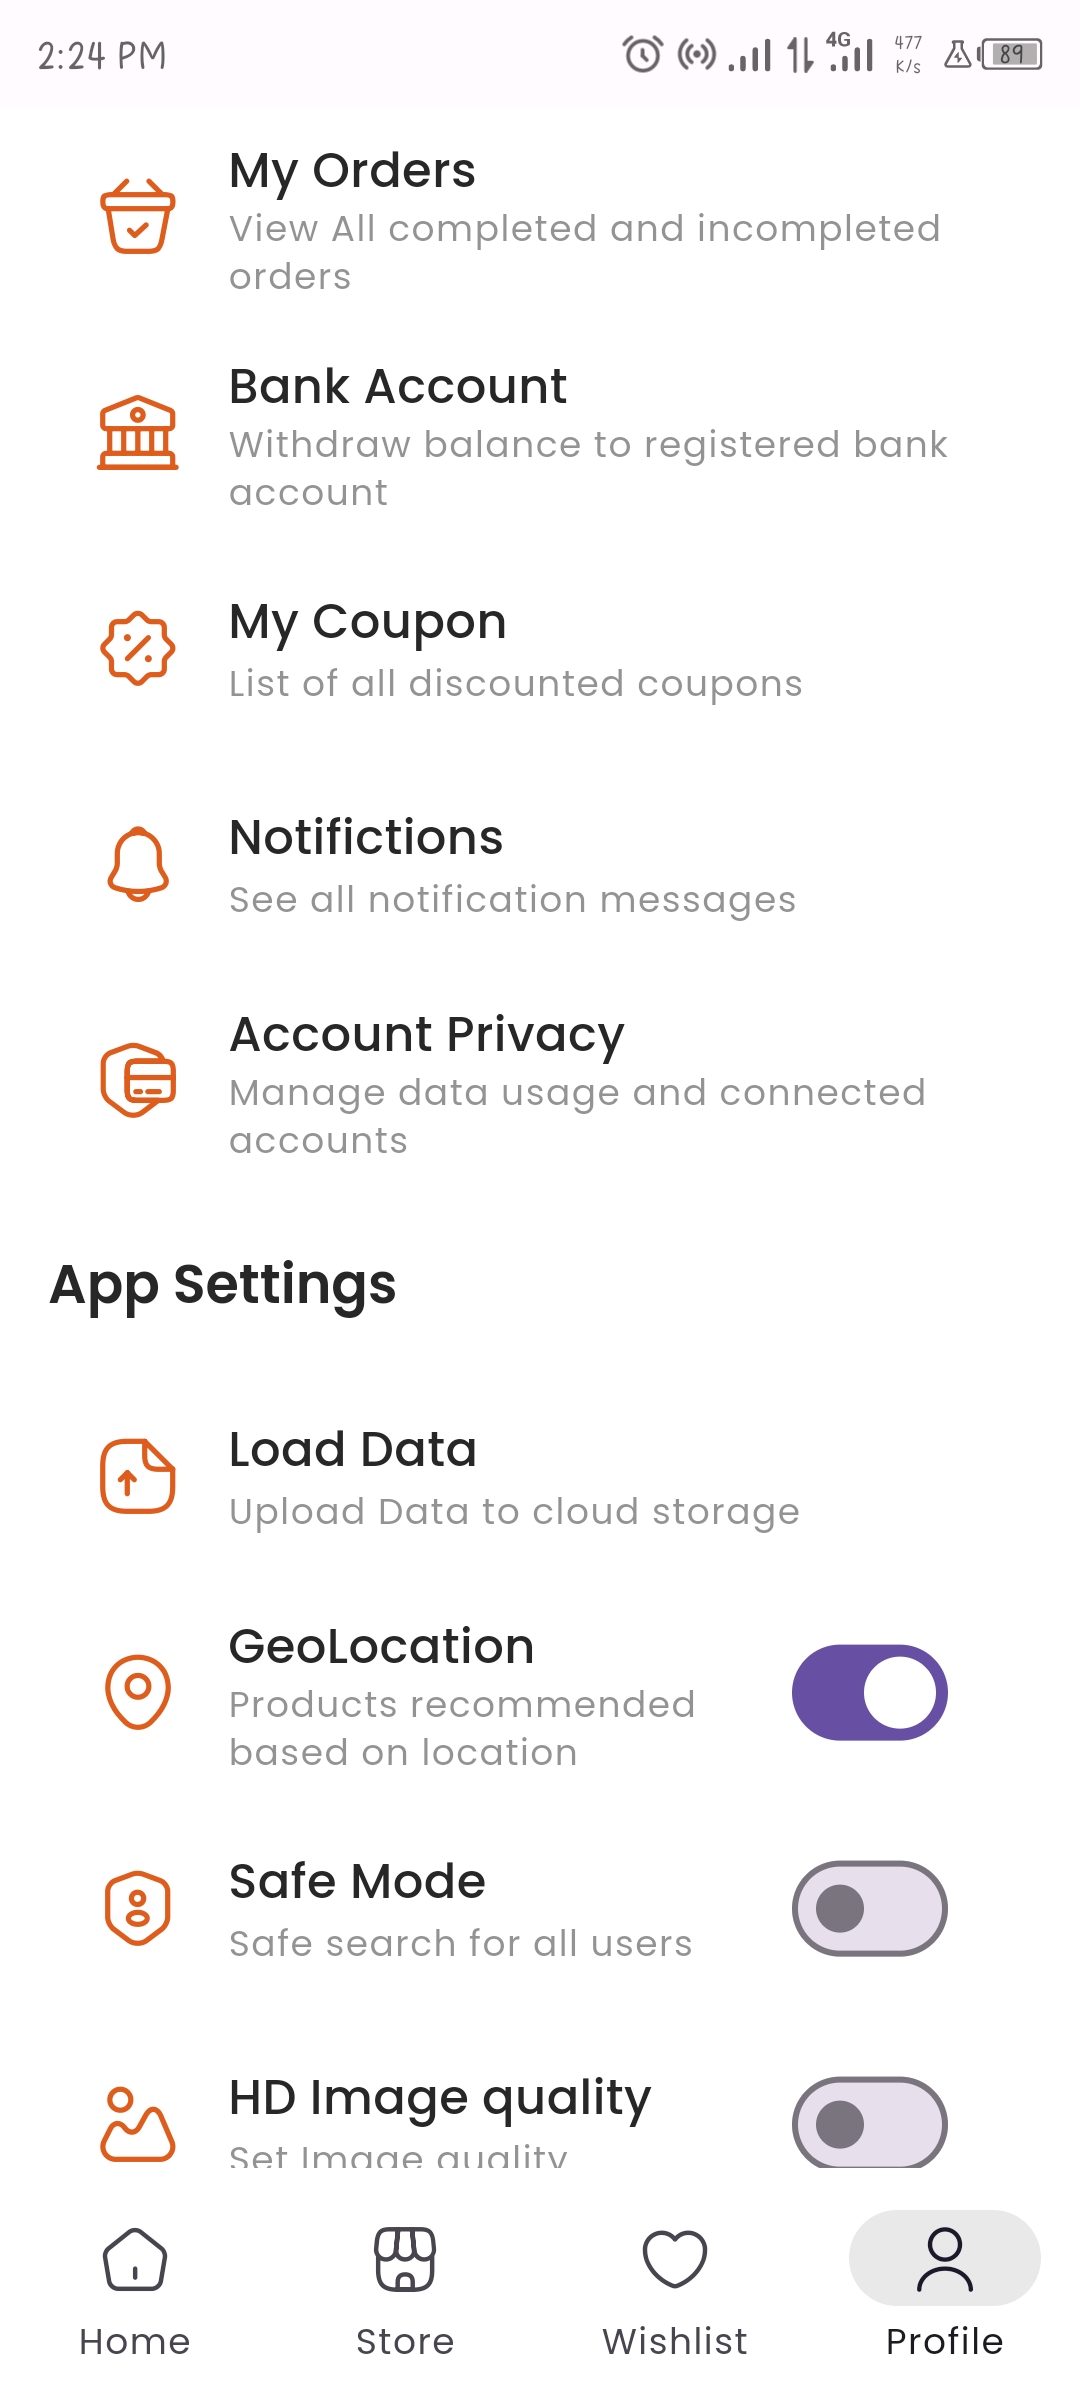 2:24 PM 4G 477 K/s 89
My Orders
View All completed and incompleted
orders
Bank Account
Withdraw balance to registered bank
account
My Coupon
List of all discounted coupons
Notifictions
See all notification messages
Account Privacy
Manage data usage and connected
accounts
App Settings
Load Data
Upload Data to cloud storage
GeoLocation
Products recommended
based on location
Safe Mode
Safe search for all users
HD Image quality
Set Image quality
Home Store Wishlist Profile